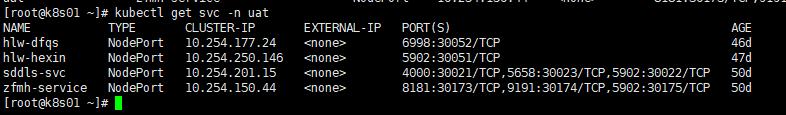 [root@k8s01 ~]# kubectl get svc -n uat
NAME TYPE CLUSTER-IP EXTERNAL-IP PORT(S) AGE
hlw-dfqs NodePort 10.254.177.24 <none> 6998:30052/TCP 46d
hlw-hexin NodePort 10.254.250.146 <none> 5902:30051/TCP 47d
sddls-svc NodePort 10.254.201.15 <none> 4000:30021/TCP,5658:30023/TCP,5902:30022/TCP 50d
zfmh-service NodePort 10.254.150.44 <none> 8181:30173/TCP,9191:30174/TCP,5902:30175/TCP 50d
[root@k8s01 ~]#